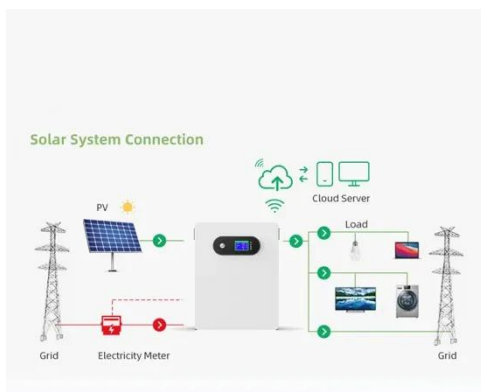 Solar System Connection
Cloud Server
PV
Load
Grid
Electricity Meter
Grid